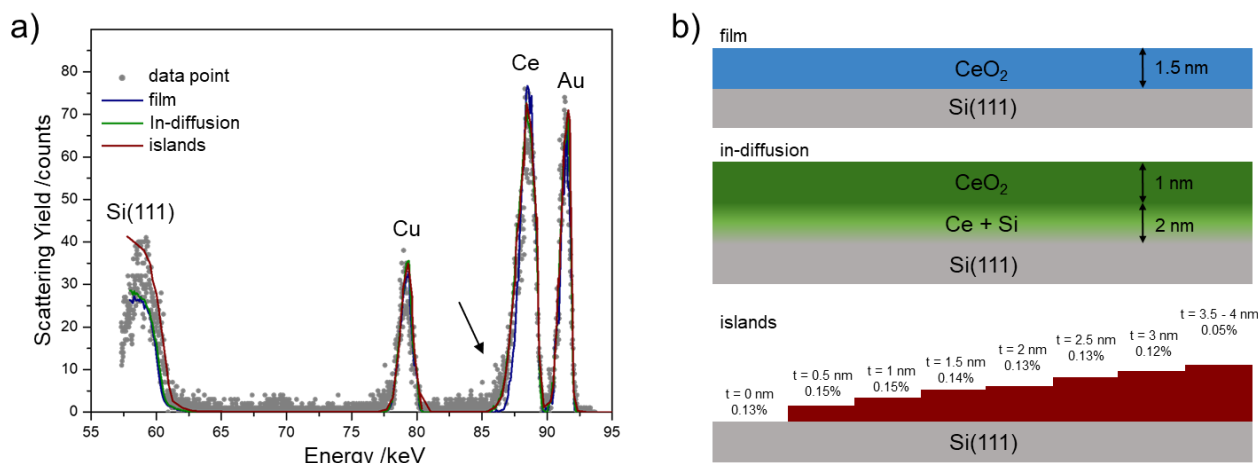 a)
Scattering Yield /counts
80
70
60
50
40
30
20
10
0
data point
film
In-diffusion
islands
Si(111)
Cu
Ce
Au
55 60 65 70 75 80 85 90 95
Energy /keV
b)
film
CeO₂
1.5 nm
Si(111)
in-diffusion
CeO₂
1 nm
Ce + Si
2 nm
Si(111)
islands
t = 0 nm
0.13%
t = 0.5 nm
0.15%
t = 1 nm
0.15%
t = 1.5 nm
0.14%
t = 2 nm
0.13%
t = 2.5 nm
0.13%
t = 3 nm
0.12%
t = 3.5 - 4 nm
0.05%
Si(111)